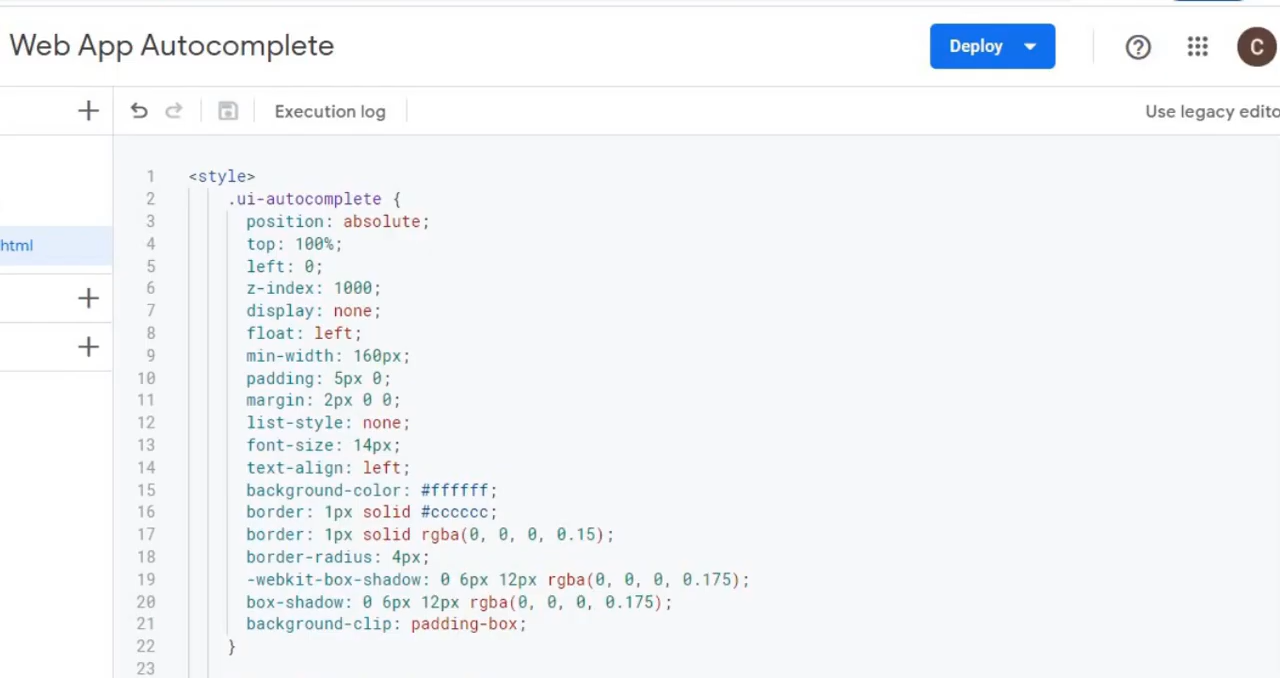 Web App Autocomplete
Deploy
C
Execution log
Use legacy edito
html
1 <style>
2 .ui-autocomplete {
3 position: absolute;
4 top: 100%;
5 left: 0;
6 z-index: 1000;
7 display: none;
8 float: left;
9 min-width: 160px;
10 padding: 5px 0;
11 margin: 2px 0 0;
12 list-style: none;
13 font-size: 14px;
14 text-align: left;
15 background-color: #ffffff;
16 border: 1px solid #cccccc;
17 border: 1px solid rgba(0, 0, 0, 0.15);
18 border-radius: 4px;
19 -webkit-box-shadow: 0 6px 12px rgba(0, 0, 0, 0.175);
20 box-shadow: 0 6px 12px rgba(0, 0, 0, 0.175);
21 background-clip: padding-box;
22 }
23